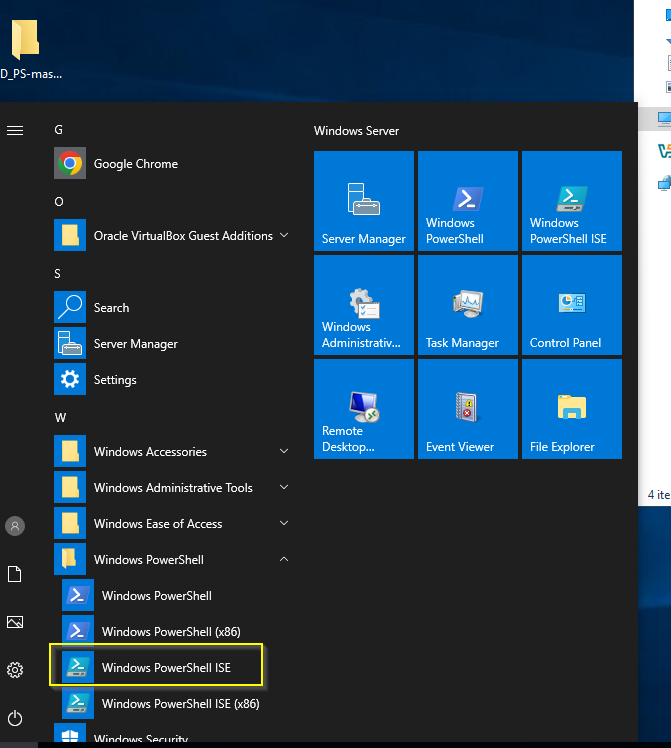 D_PS-mas...
G
Google Chrome
O
Oracle VirtualBox Guest Additions
S
Search
Server Manager
Settings
W
Windows Accessories
Windows Administrative Tools
Windows Ease of Access
Windows PowerShell
Windows PowerShell
Windows PowerShell (x86)
Windows PowerShell ISE
Windows PowerShell ISE (x86)
Windows Security
Windows Server
Server Manager
Windows
PowerShell
Windows
PowerShell ISE
Windows
Administrativ...
Task Manager
Control Panel
Remote
Desktop...
Event Viewer
File Explorer
4 ite